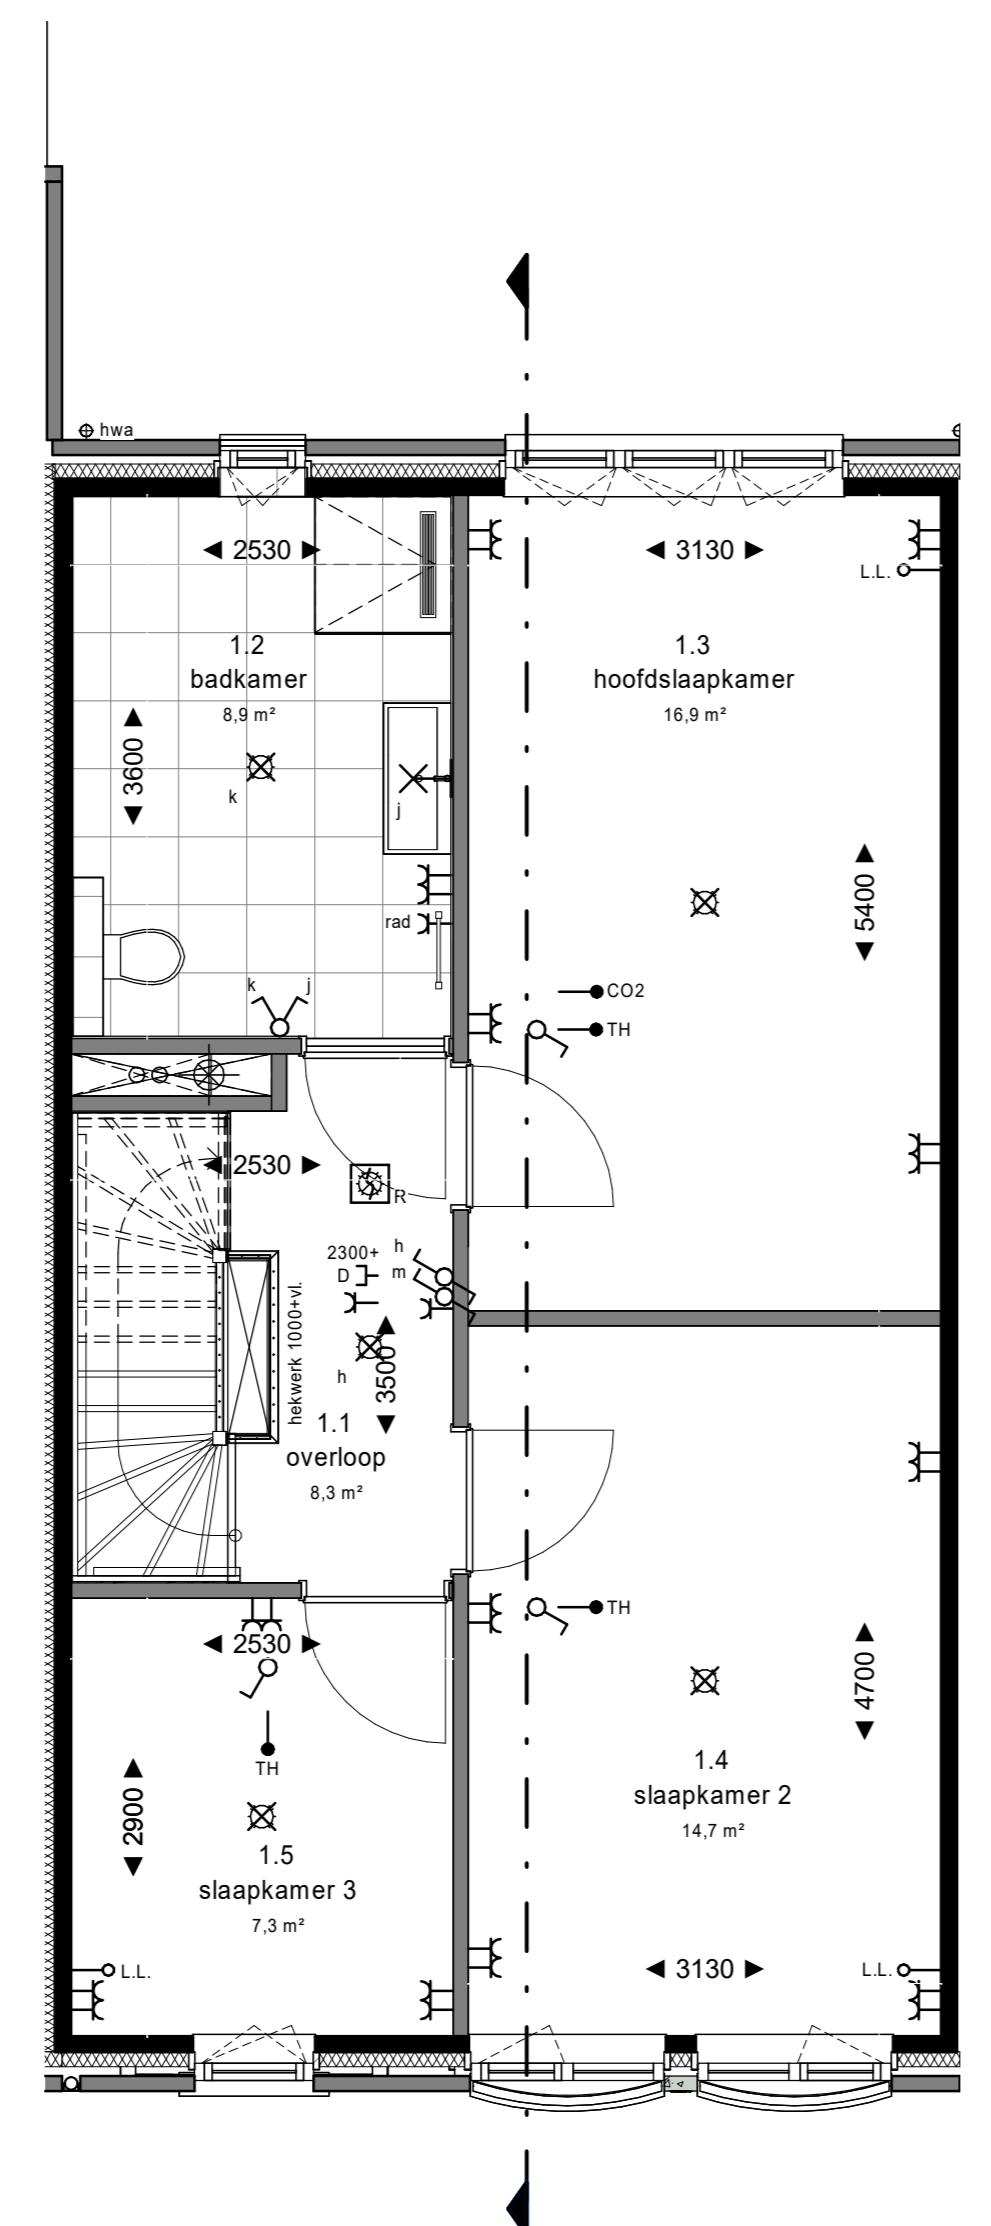 hwa
◄ 2530 ►
◄ 3130 ►
L.L.
1.2
badkamer
8,9 m²
1.3
hoofdslaapkamer
16,9 m²
◄ 3600 ►
k
j
◄ 5400 ►
rad
k
j
CO2
TH
◄ 2530 ►
R
2300+
h
D
m
h
◄ 3500 ►
hekwerk 1000+vl.
1.1
overloop
8,3 m²
TH
◄ 2530 ►
◄ 4700 ►
TH
1.4
slaapkamer 2
14,7 m²
◄ 2900 ►
1.5
slaapkamer 3
7,3 m²
L.L.
◄ 3130 ►
L.L.